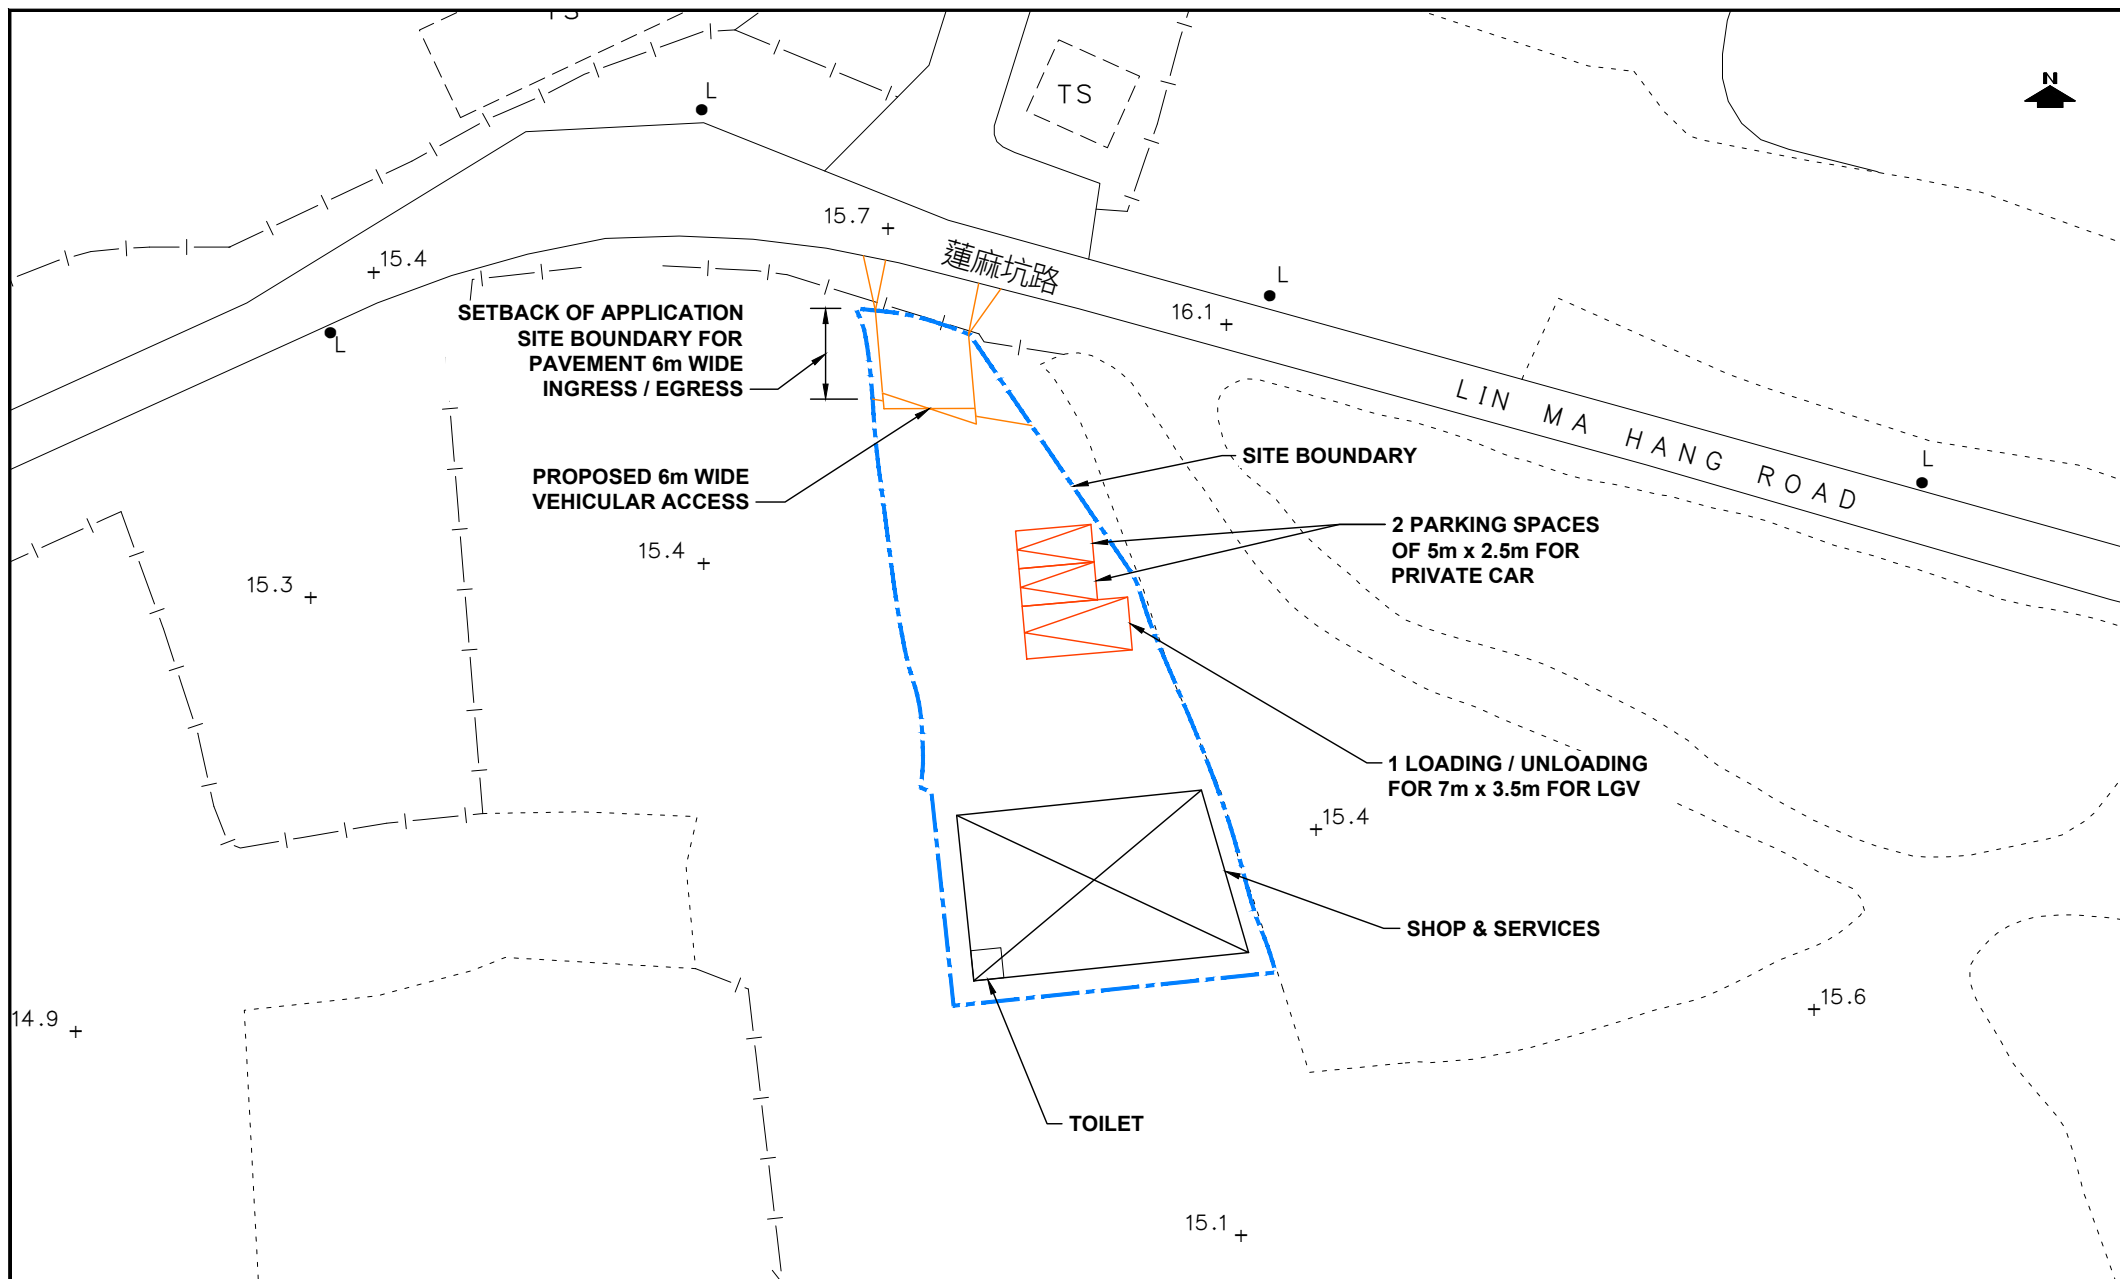 TS
N
L
TS
15.7
蓮麻坑路
15.4
L
16.1
SETBACK OF APPLICATION
SITE BOUNDARY FOR
PAVEMENT 6m WIDE
INGRESS / EGRESS
L
LIN MA HANG ROAD
SITE BOUNDARY
L
PROPOSED 6m WIDE
VEHICULAR ACCESS
2 PARKING SPACES
OF 5m x 2.5m FOR
PRIVATE CAR
15.4
15.3
1 LOADING / UNLOADING
FOR 7m x 3.5m FOR LGV
15.4
SHOP & SERVICES
15.6
14.9
TOILET
15.1